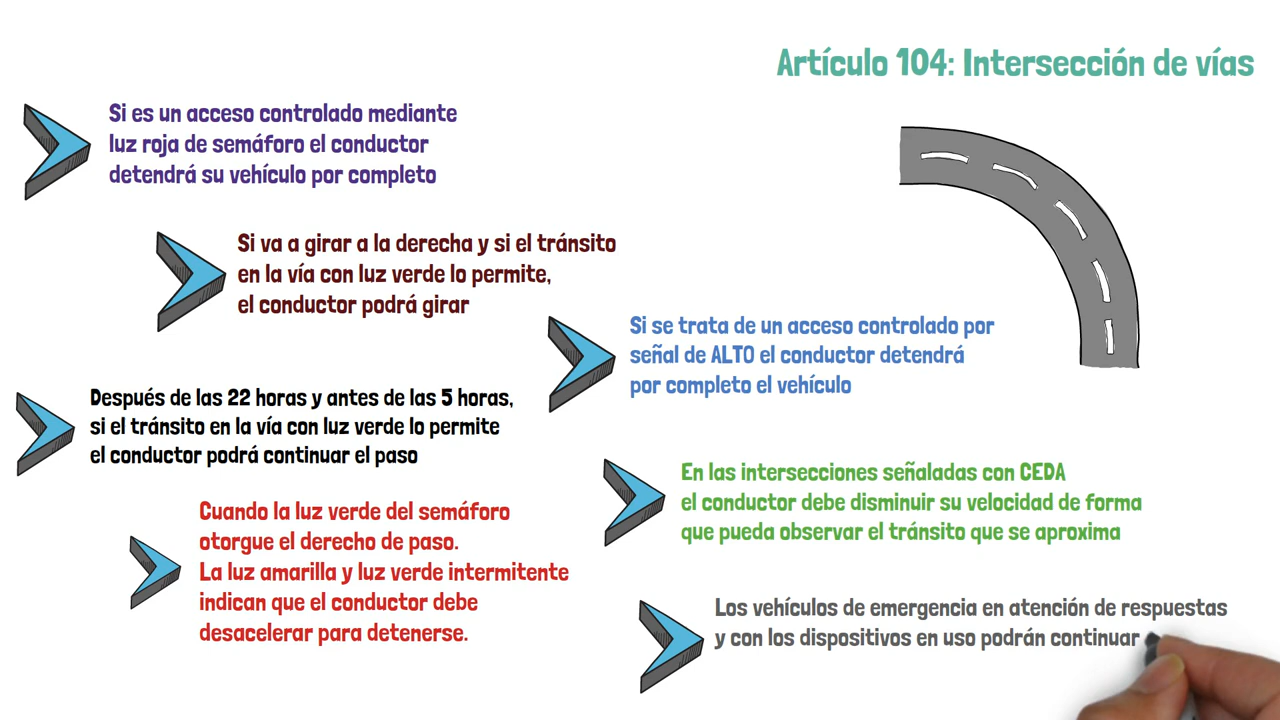 Artículo 104: Intersección de vías
Si es un acceso controlado mediante
luz roja de semáforo el conductor
detendrá su vehículo por completo
Si va a girar a la derecha y si el tránsito
en la vía con luz verde lo permite,
el conductor podrá girar
Si se trata de un acceso controlado por
señal de ALTO el conductor detendrá
por completo el vehículo
Después de las 22 horas y antes de las 5 horas,
si el tránsito en la vía con luz verde lo permite
el conductor podrá continuar el paso
En las intersecciones señaladas con CEDA
el conductor debe disminuir su velocidad de forma
que pueda observar el tránsito que se aproxima
Cuando la luz verde del semáforo
otorgue el derecho de paso.
La luz amarilla y luz verde intermitente
indican que el conductor debe
desacelerar para detenerse.
Los vehículos de emergencia en atención de respuestas
y con los dispositivos en uso podrán continuar